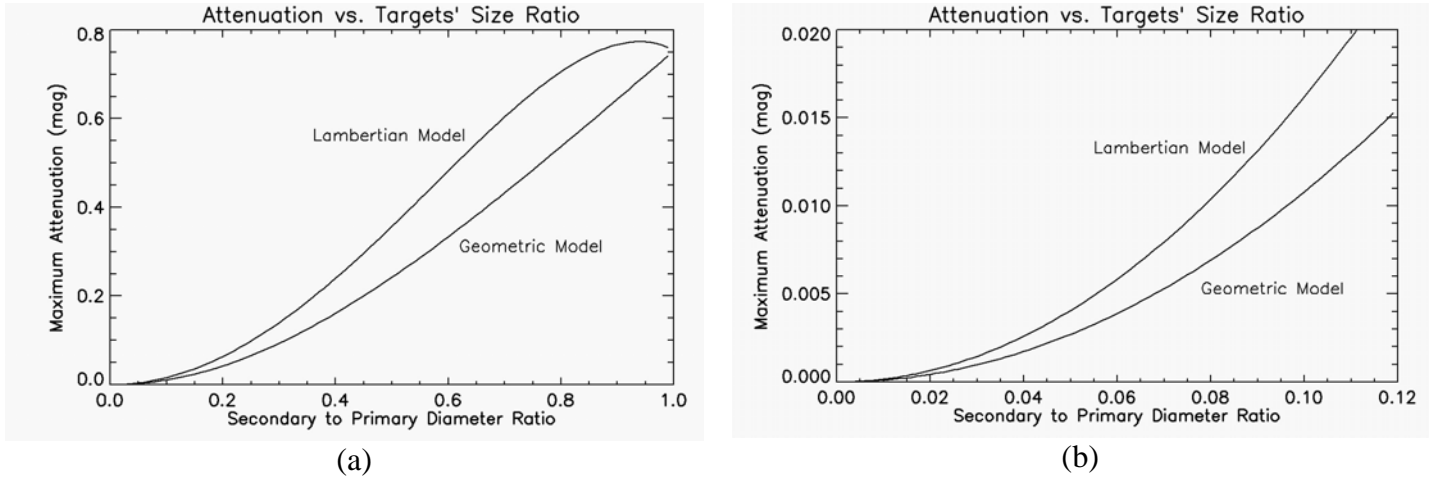 Attenuation vs. Targets' Size Ratio
Maximum Attenuation (mag)
0.8
0.6
0.4
0.2
0.0
Lambertian Model
Geometric Model
0.0 0.2 0.4 0.6 0.8 1.0
Secondary to Primary Diameter Ratio
(a)
Attenuation vs. Targets' Size Ratio
Maximum Attenuation (mag)
0.020
0.015
0.010
0.005
0.000
Lambertian Model
Geometric Model
0.00 0.02 0.04 0.06 0.08 0.10 0.12
Secondary to Primary Diameter Ratio
(b)